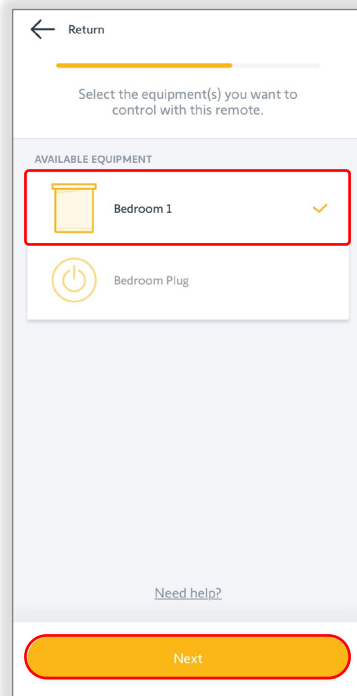 Return
Select the equipment(s) you want to
control with this remote.
AVAILABLE EQUIPMENT
Bedroom 1
Bedroom Plug
Need help?
Next